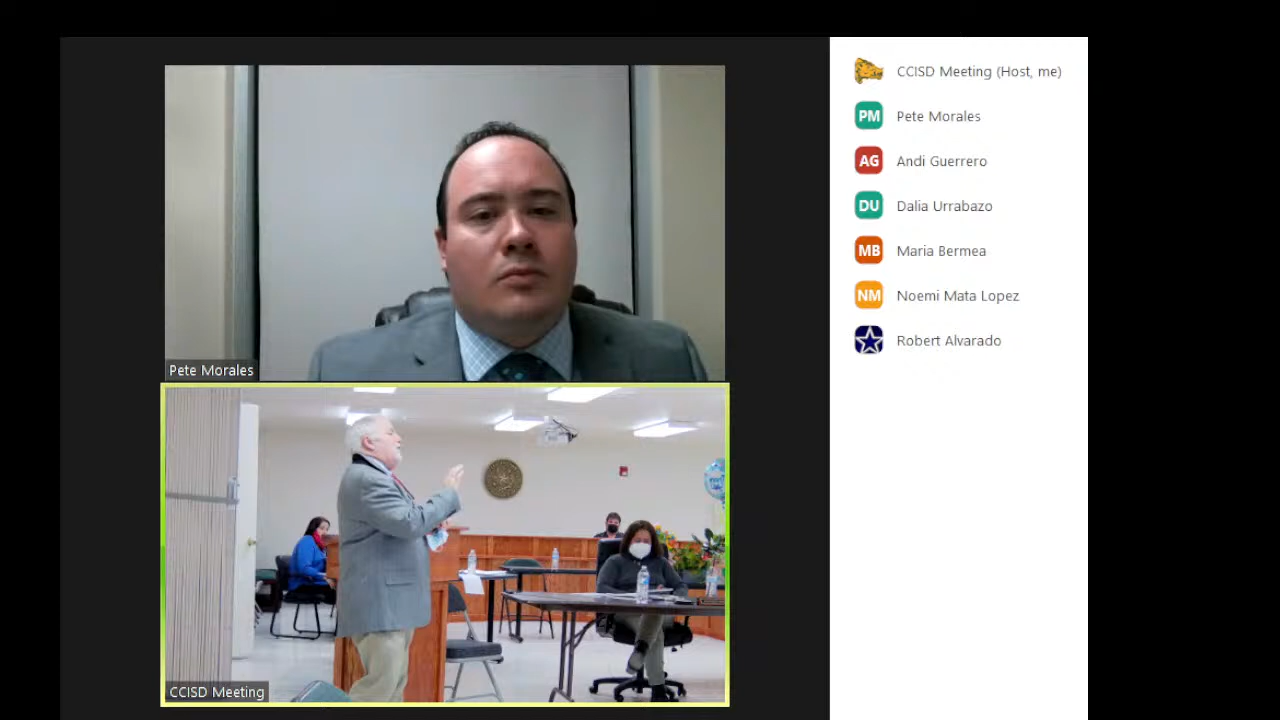 Pete Morales
CCISD Meeting
CCISD Meeting (Host, me)
PM Pete Morales
AG Andi Guerrero
DU Dalia Urrabazo
MB Maria Bermea
NM Noemi Mata Lopez
Robert Alvarado